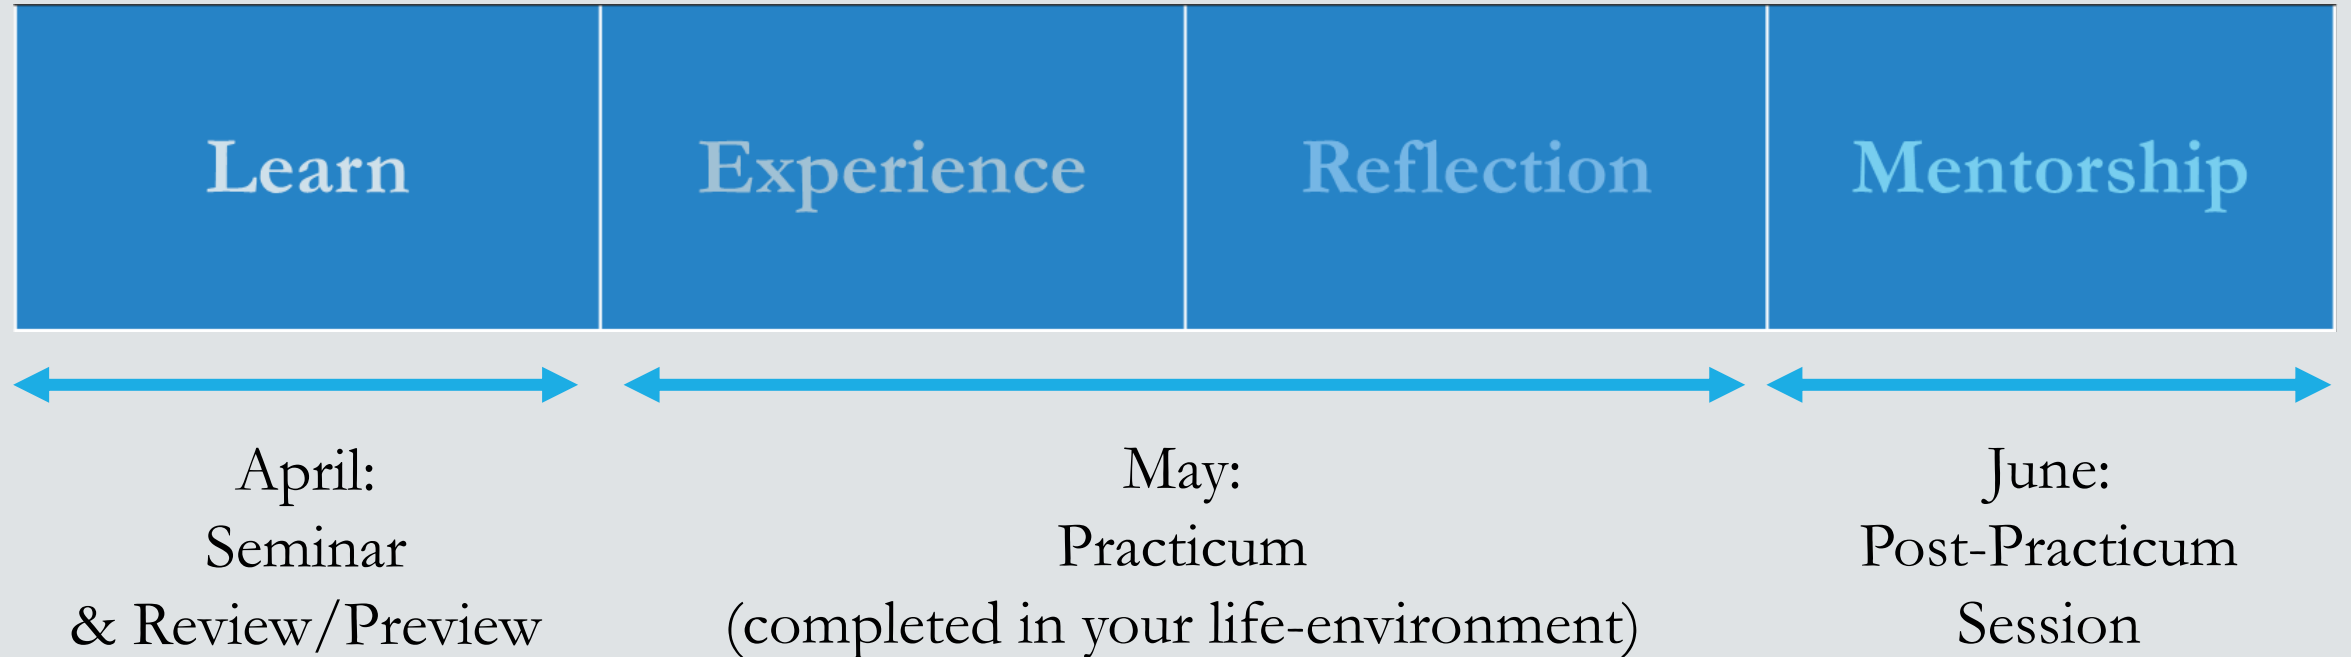 Learn
Experience
Reflection
Mentorship
April:
Seminar
& Review/Preview
May:
Practicum
(completed in your life-environment)
June:
Post-Practicum
Session